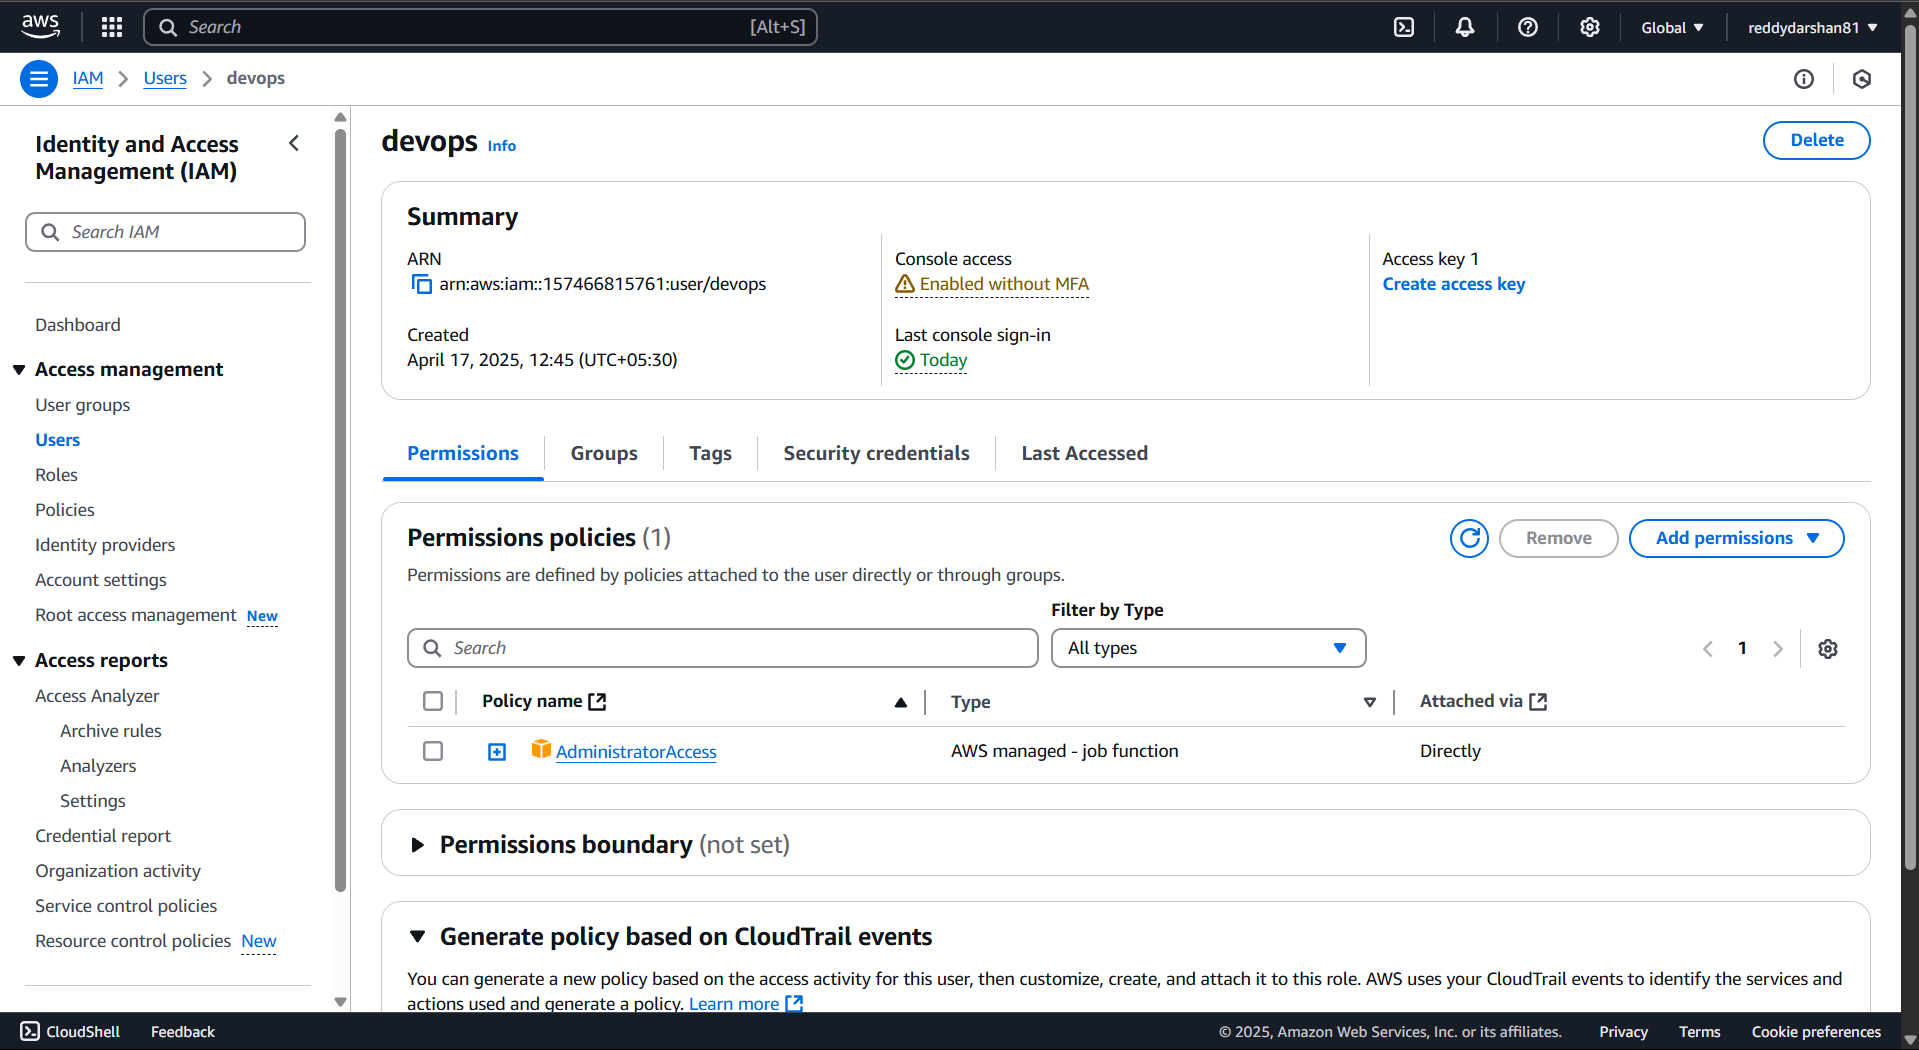 aws
Search [Alt+S]
Global
reddydarshan81
IAM
Users
devops
Identity and Access
Management (IAM)
Search IAM
Dashboard
Access management
User groups
Users
Roles
Policies
Identity providers
Account settings
Root access management New
Access reports
Access Analyzer
Archive rules
Analyzers
Settings
Credential report
Organization activity
Service control policies
Resource control policies New
devops Info
Delete
Summary
ARN
arn:aws:iam::157466815761:user/devops
Created
April 17, 2025, 12:45 (UTC+05:30)
Console access
Enabled without MFA
Last console sign-in
Today
Access key 1
Create access key
Permissions
Groups
Tags
Security credentials
Last Accessed
Permissions policies (1)
Remove
Add permissions
Permissions are defined by policies attached to the user directly or through groups.
Filter by Type
Search
All types
1
Policy name
Type
Attached via
AdministratorAccess
AWS managed - job function
Directly
Permissions boundary (not set)
Generate policy based on CloudTrail events
You can generate a new policy based on the access activity for this user, then customize, create, and attach it to this role. AWS uses your CloudTrail events to identify the services and
actions used and generate a policy. Learn more
CloudShell
Feedback
© 2025, Amazon Web Services, Inc. or its affiliates.
Privacy
Terms
Cookie preferences